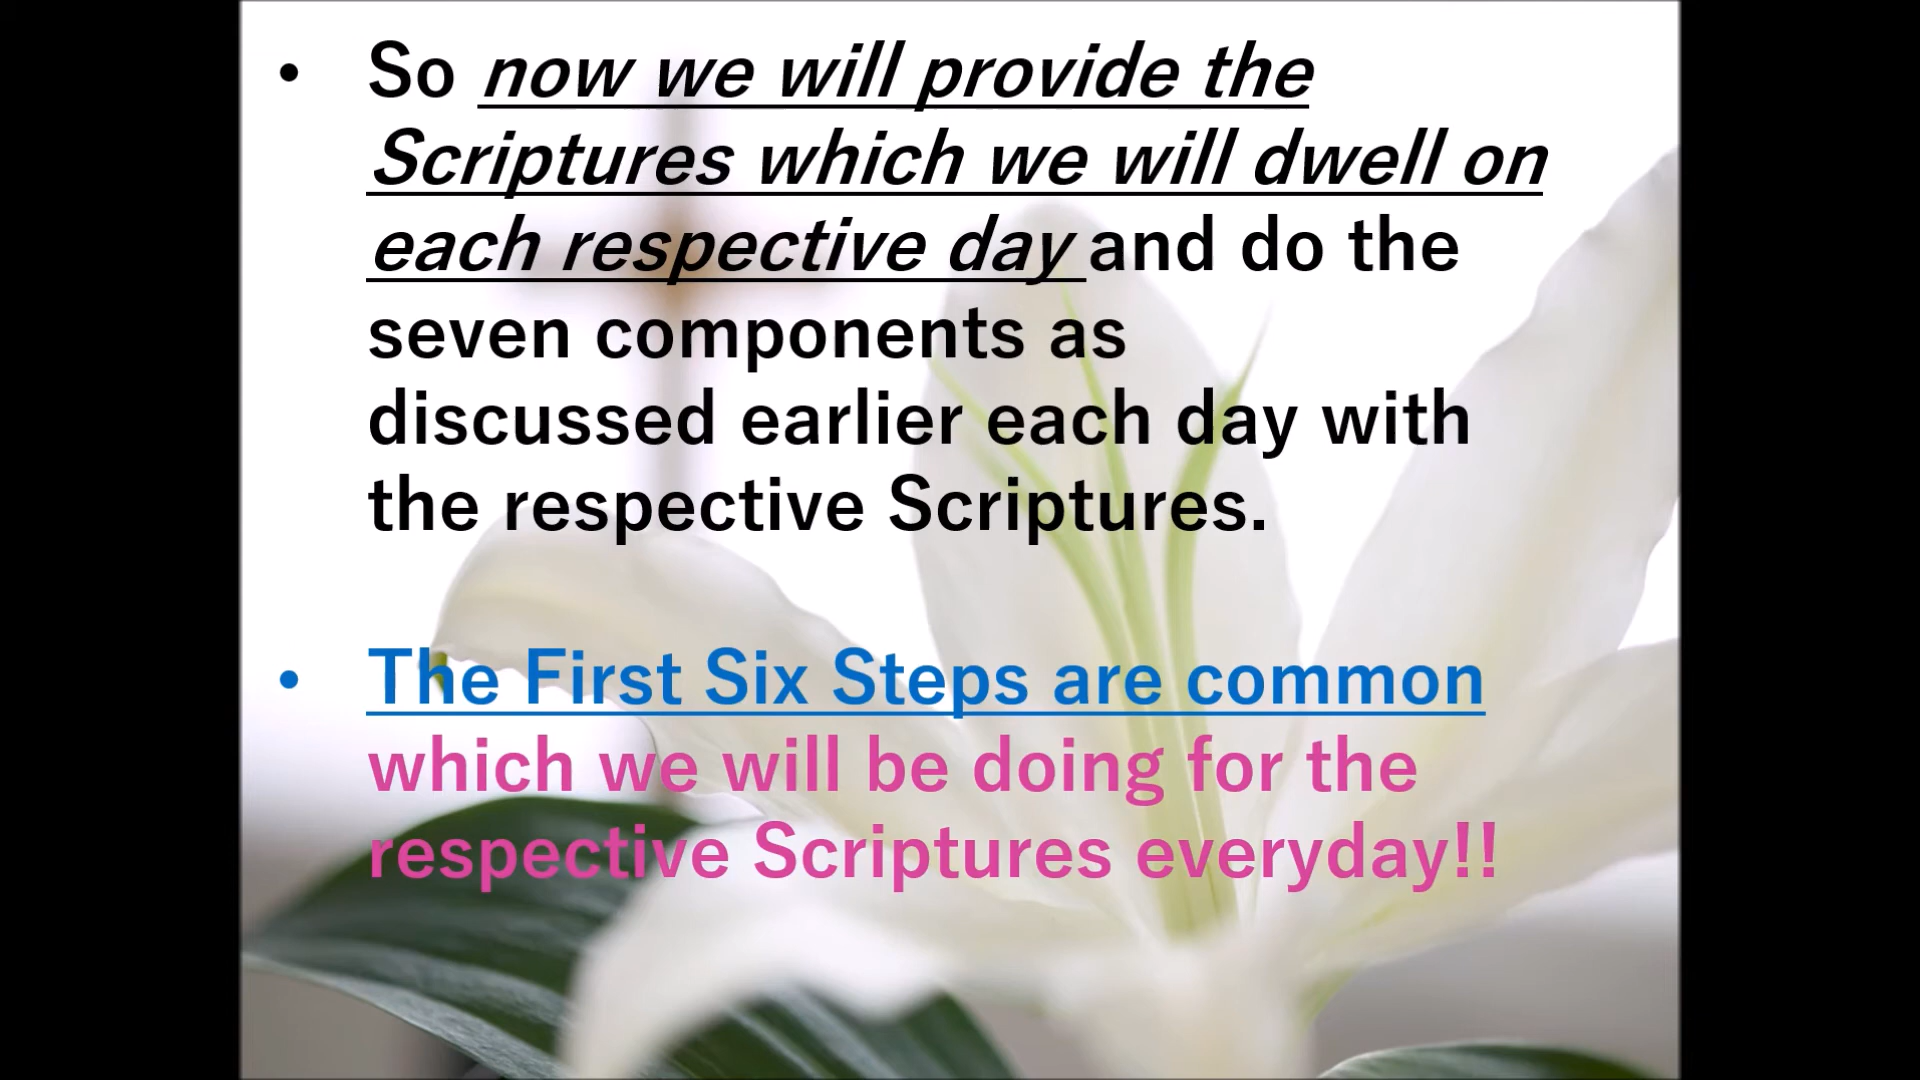 • So now we will provide the
Scriptures which we will dwell on
each respective day and do the
seven components as
discussed earlier each day with
the respective Scriptures.
• The First Six Steps are common
which we will be doing for the
respective Scriptures everyday!!